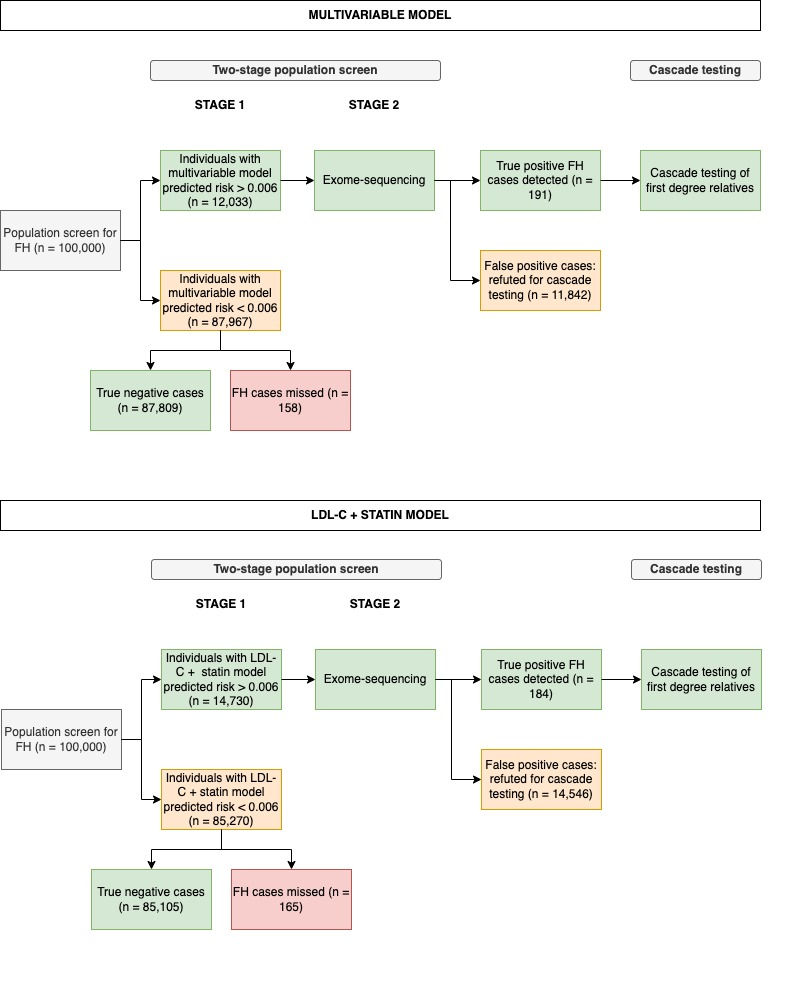 MULTIVARIABLE MODEL
Two-stage population screen
Cascade testing
STAGE 1
STAGE 2
Individuals with
multivariable model
predicted risk > 0.006
(n = 12,033)
Exome-sequencing
True positive FH
cases detected (n =
191)
Cascade testing of
first degree relatives
Population screen for
FH (n = 100,000)
False positive cases:
refuted for cascade
testing (n = 11,842)
Individuals with
multivariable model
predicted risk < 0.006
(n = 87,967)
True negative cases
(n = 87,809)
FH cases missed (n =
158)
LDL-C + STATIN MODEL
Two-stage population screen
Cascade testing
STAGE 1
STAGE 2
Individuals with LDL-
C + statin model
predicted risk > 0.006
(n = 14,730)
Exome-sequencing
True positive FH
cases detected (n =
184)
Cascade testing of
first degree relatives
Population screen for
FH (n = 100,000)
False positive cases:
refuted for cascade
testing (n = 14,546)
Individuals with LDL-
C + statin model
predicted risk < 0.006
(n = 85,270)
True negative cases
(n = 85,105)
FH cases missed (n =
165)